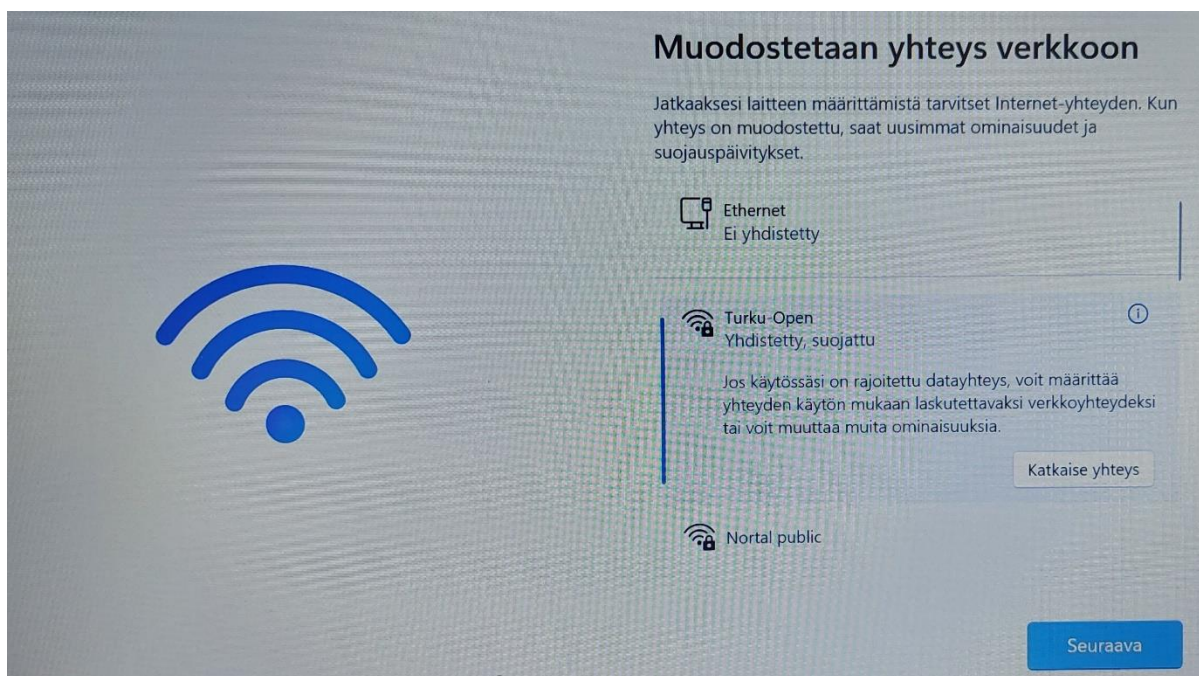 Muodostetaan yhteys verkkoon
Jatkaaksesi laitteen määrittämistä tarvitset Internet-yhteyden. Kun
yhteys on muodostettu, saat uusimmat ominaisuudet ja
suojauspäivitykset.
Ethernet
Ei yhdistetty
Turku-Open
Yhdistetty, suojattu
Jos käytössäsi on rajoitettu datayhteys, voit määrittää
yhteyden käytön mukaan laskutettavaksi verkkoyhteydeksi
tai voit muuttaa muita ominaisuuksia.
Katkaise yhteys
Nortal public
Seuraava